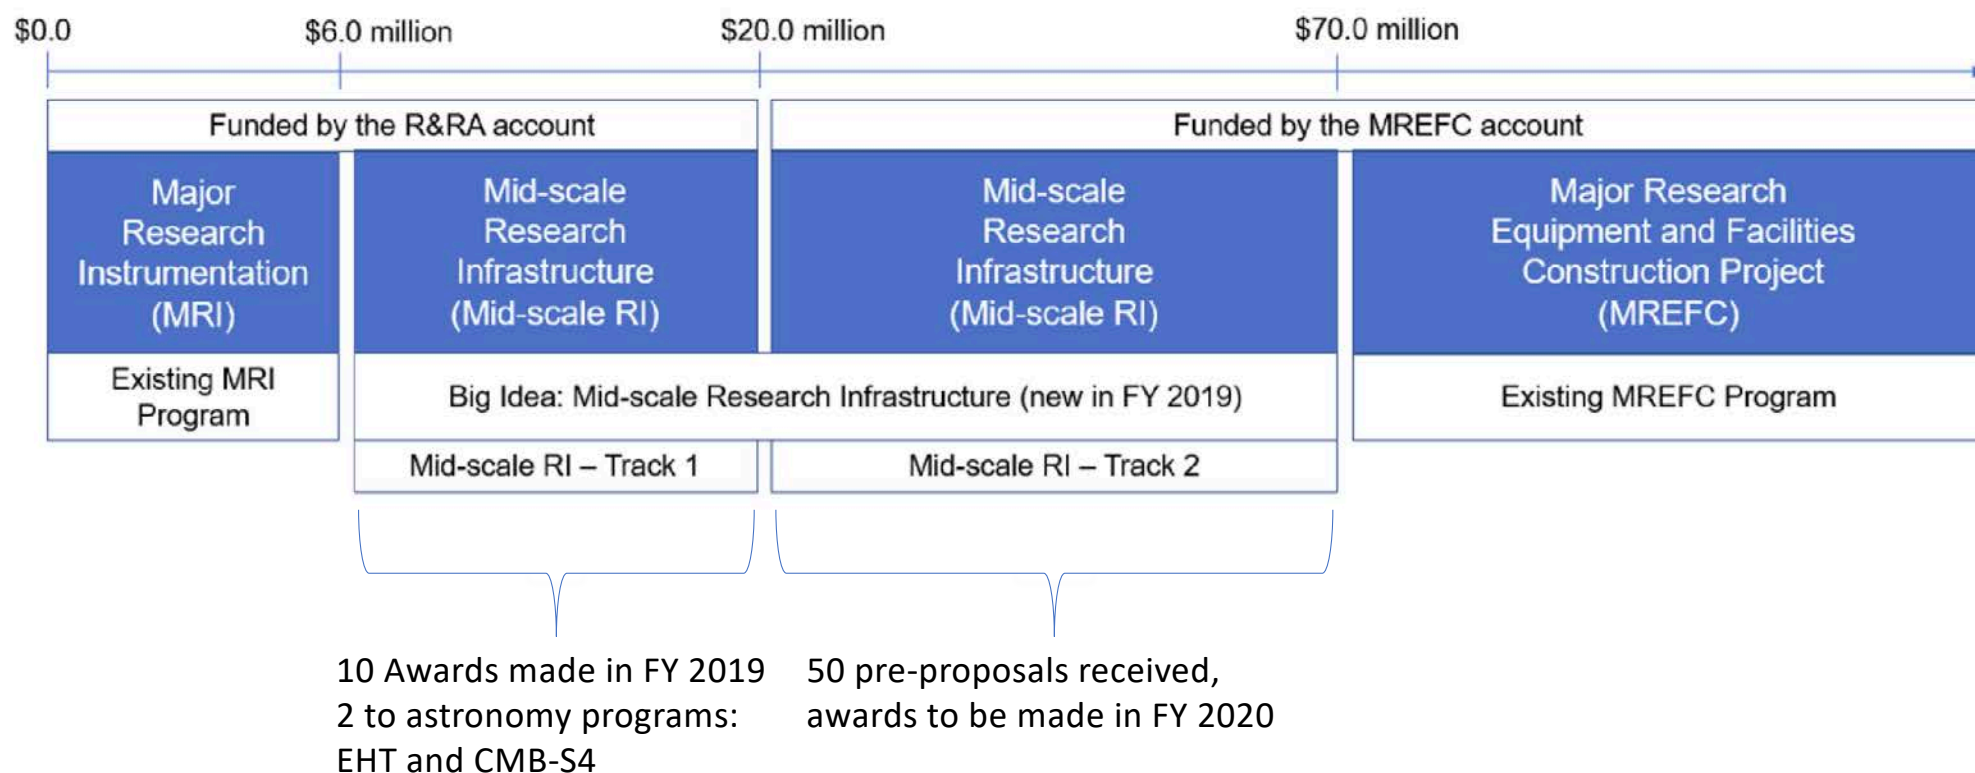 $0.0
$6.0 million
$20.0 million
$70.0 million
Funded by the R&RA account
Funded by the MREFC account
Major
Research
Instrumentation
(MRI)
Mid-scale
Research
Infrastructure
(Mid-scale RI)
Mid-scale
Research
Infrastructure
(Mid-scale RI)
Major Research
Equipment and Facilities
Construction Project
(MREFC)
Existing MRI
Program
Big Idea: Mid-scale Research Infrastructure (new in FY 2019)
Existing MREFC Program
Mid-scale RI – Track 1
Mid-scale RI – Track 2
10 Awards made in FY 2019
2 to astronomy programs:
EHT and CMB-S4
50 pre-proposals received,
awards to be made in FY 2020